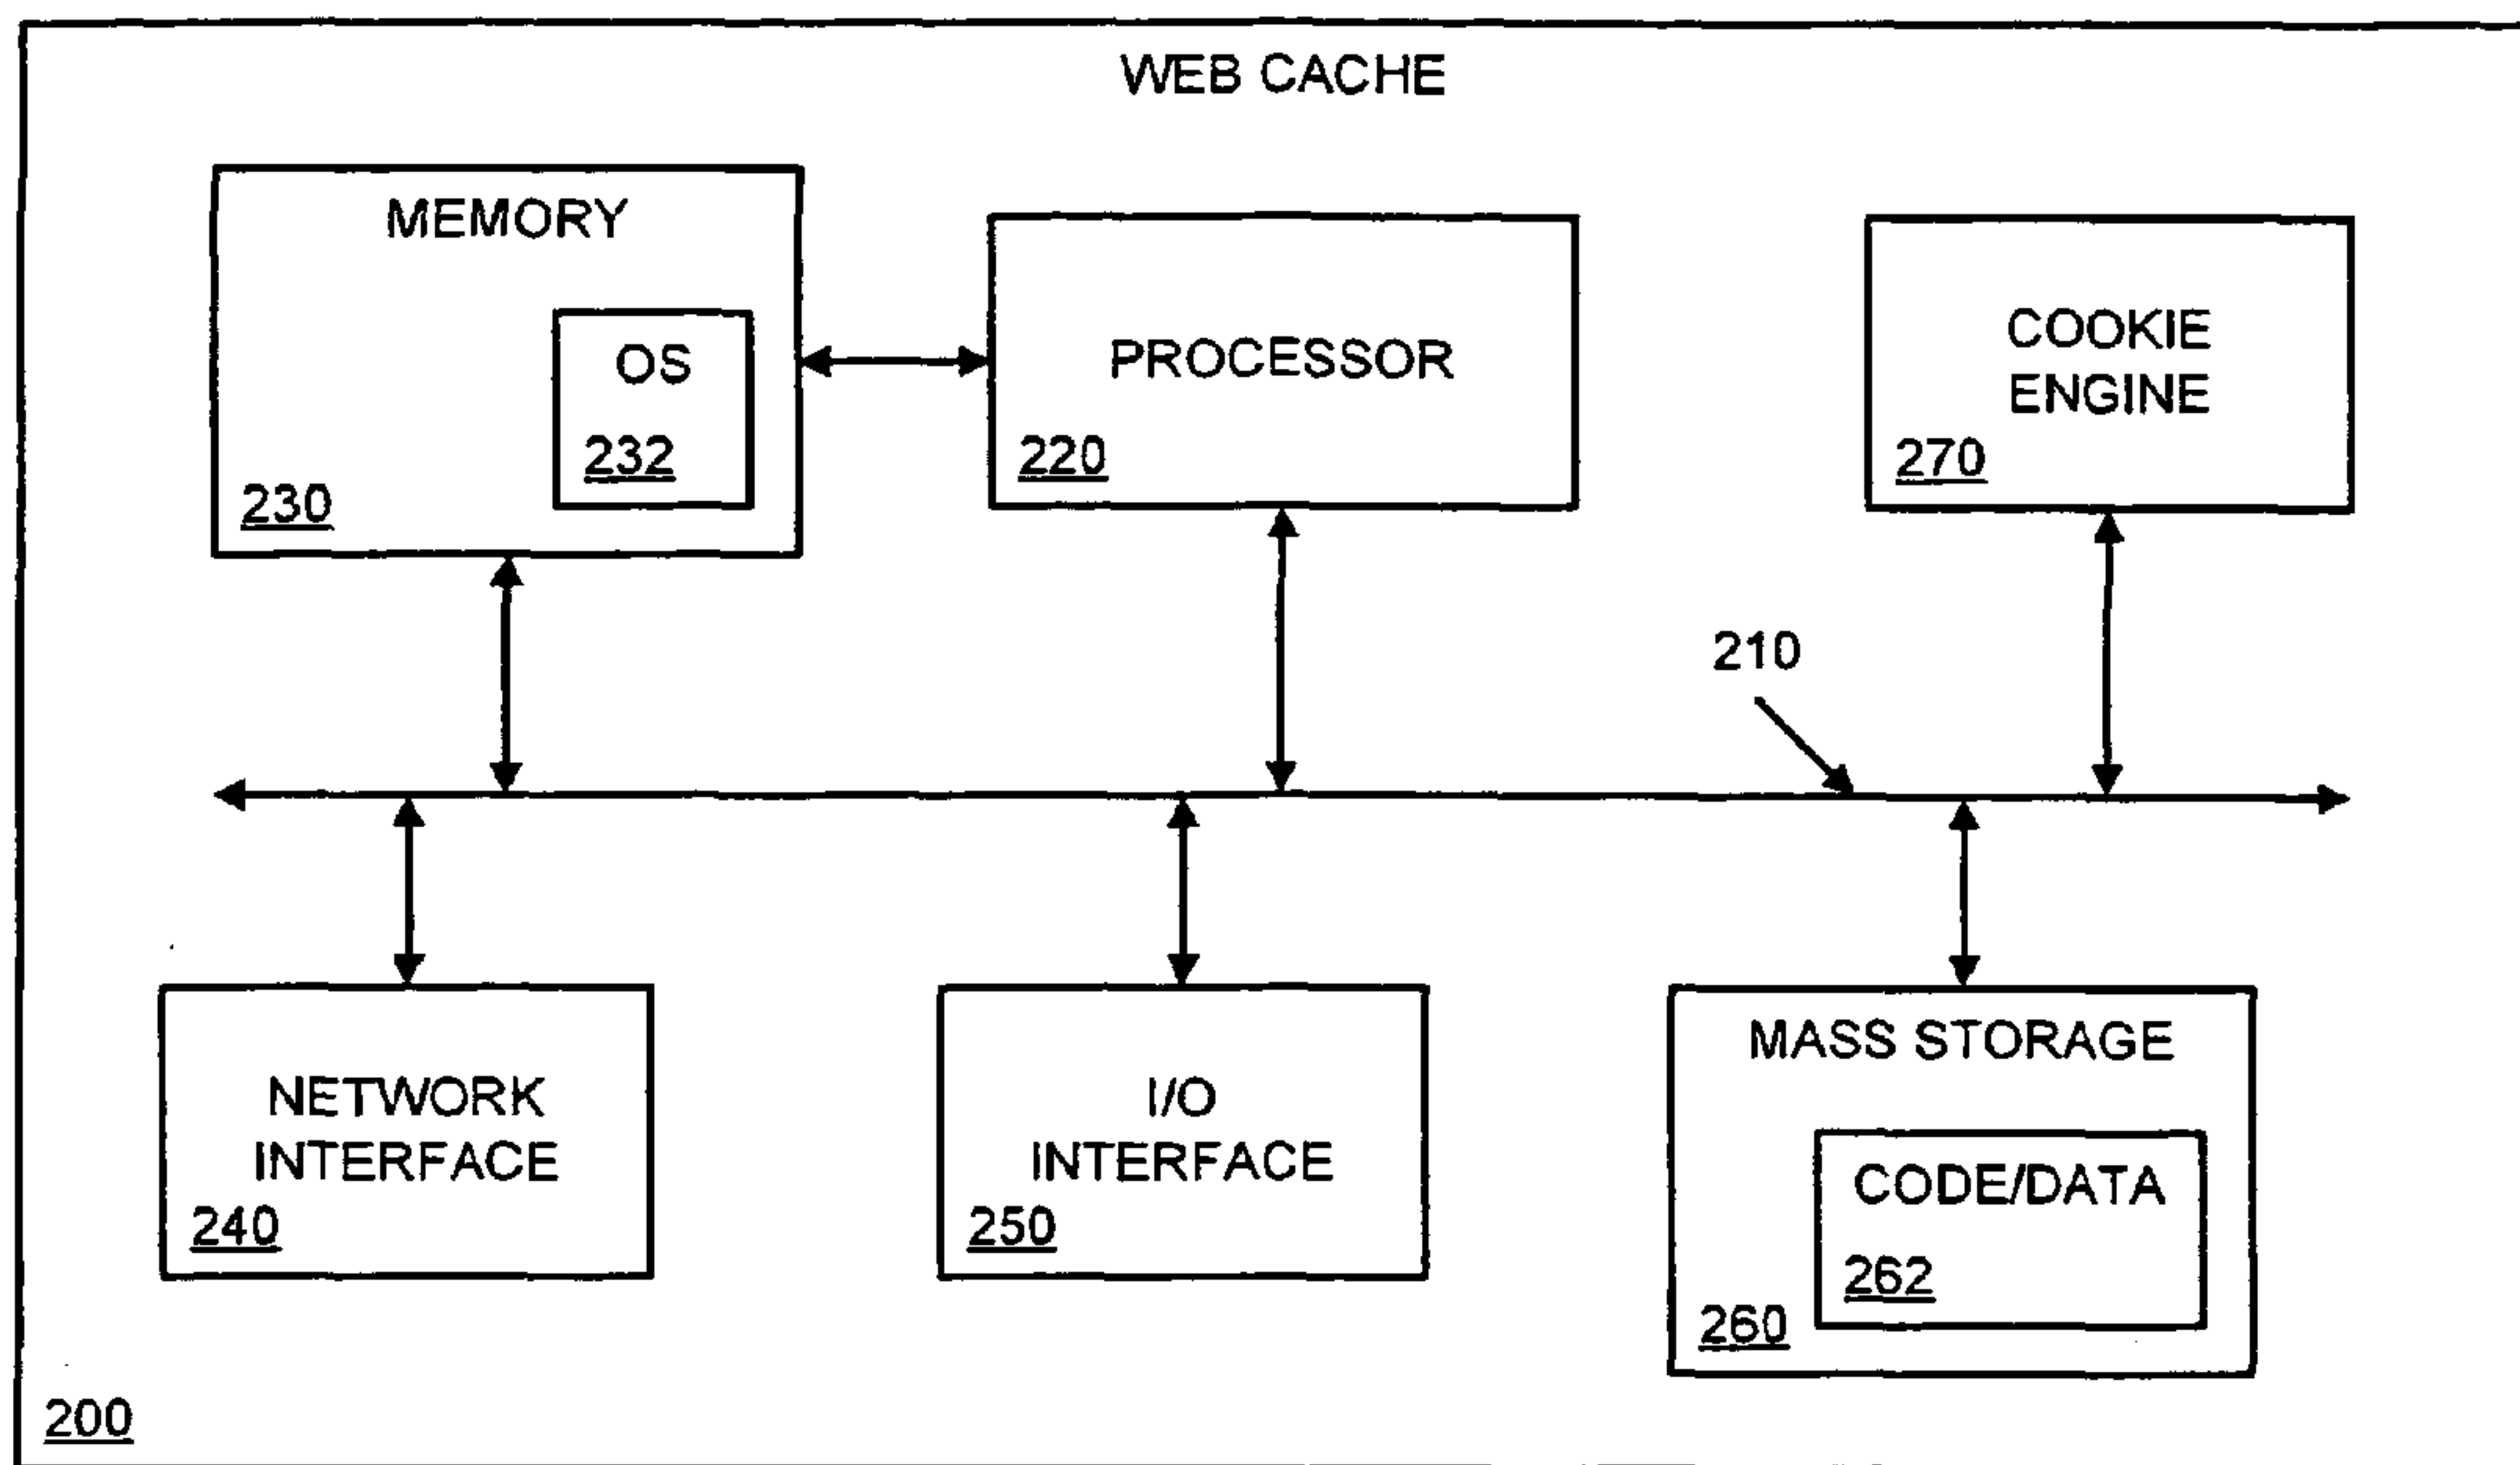 WEB CACHE
MEMORY
OS
232
230
PROCESSOR
220
COOKIE
ENGINE
270
210
NETWORK
INTERFACE
240
I/O
INTERFACE
250
MASS STORAGE
CODE/DATA
262
260
200